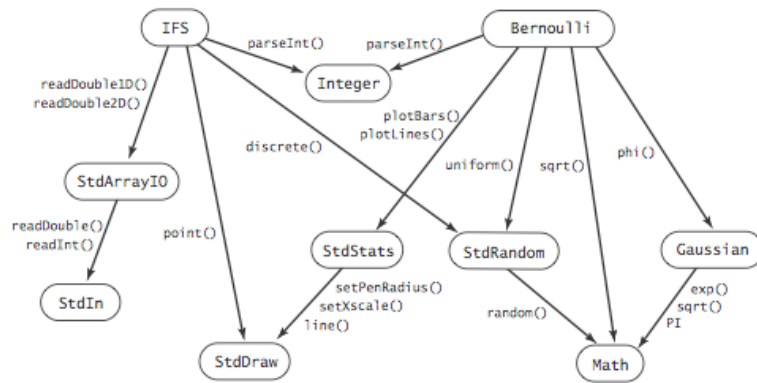 IFS
Bernoulli
parseInt()
parseInt()
Integer
readDouble1D()
readDouble2D()
plotBars()
plotLines()
discrete()
uniform()
sqrt()
phi()
StdArrayIO
readDouble()
readInt()
point()
StdStats
StdRandom
Gaussian
StdIn
setPenRadius()
setXscale()
line()
random()
exp()
sqrt()
PI
StdDraw
Math